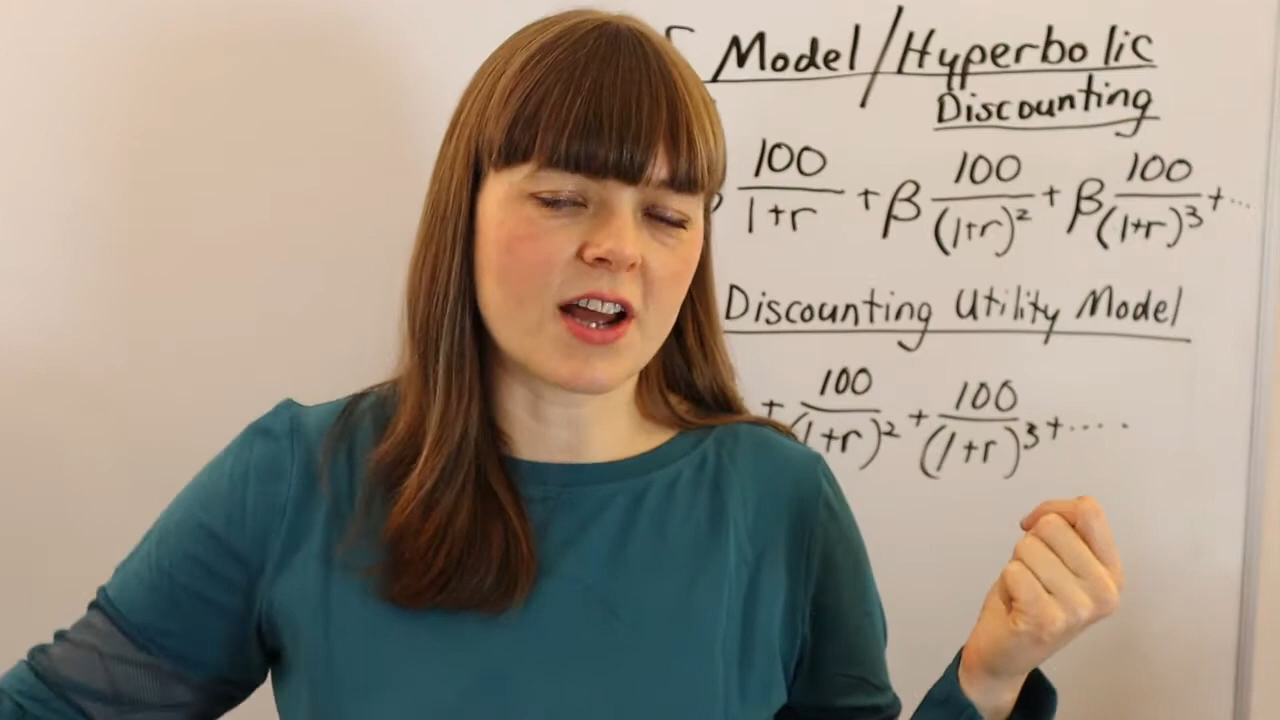 Model/Hyperbolic
Discounting
100/(1+r) + β 100/(1+r)² + β 100/(1+r)³ + ...
Discounting Utility Model
+ 100/(1+r)² + 100/(1+r)³ + ....